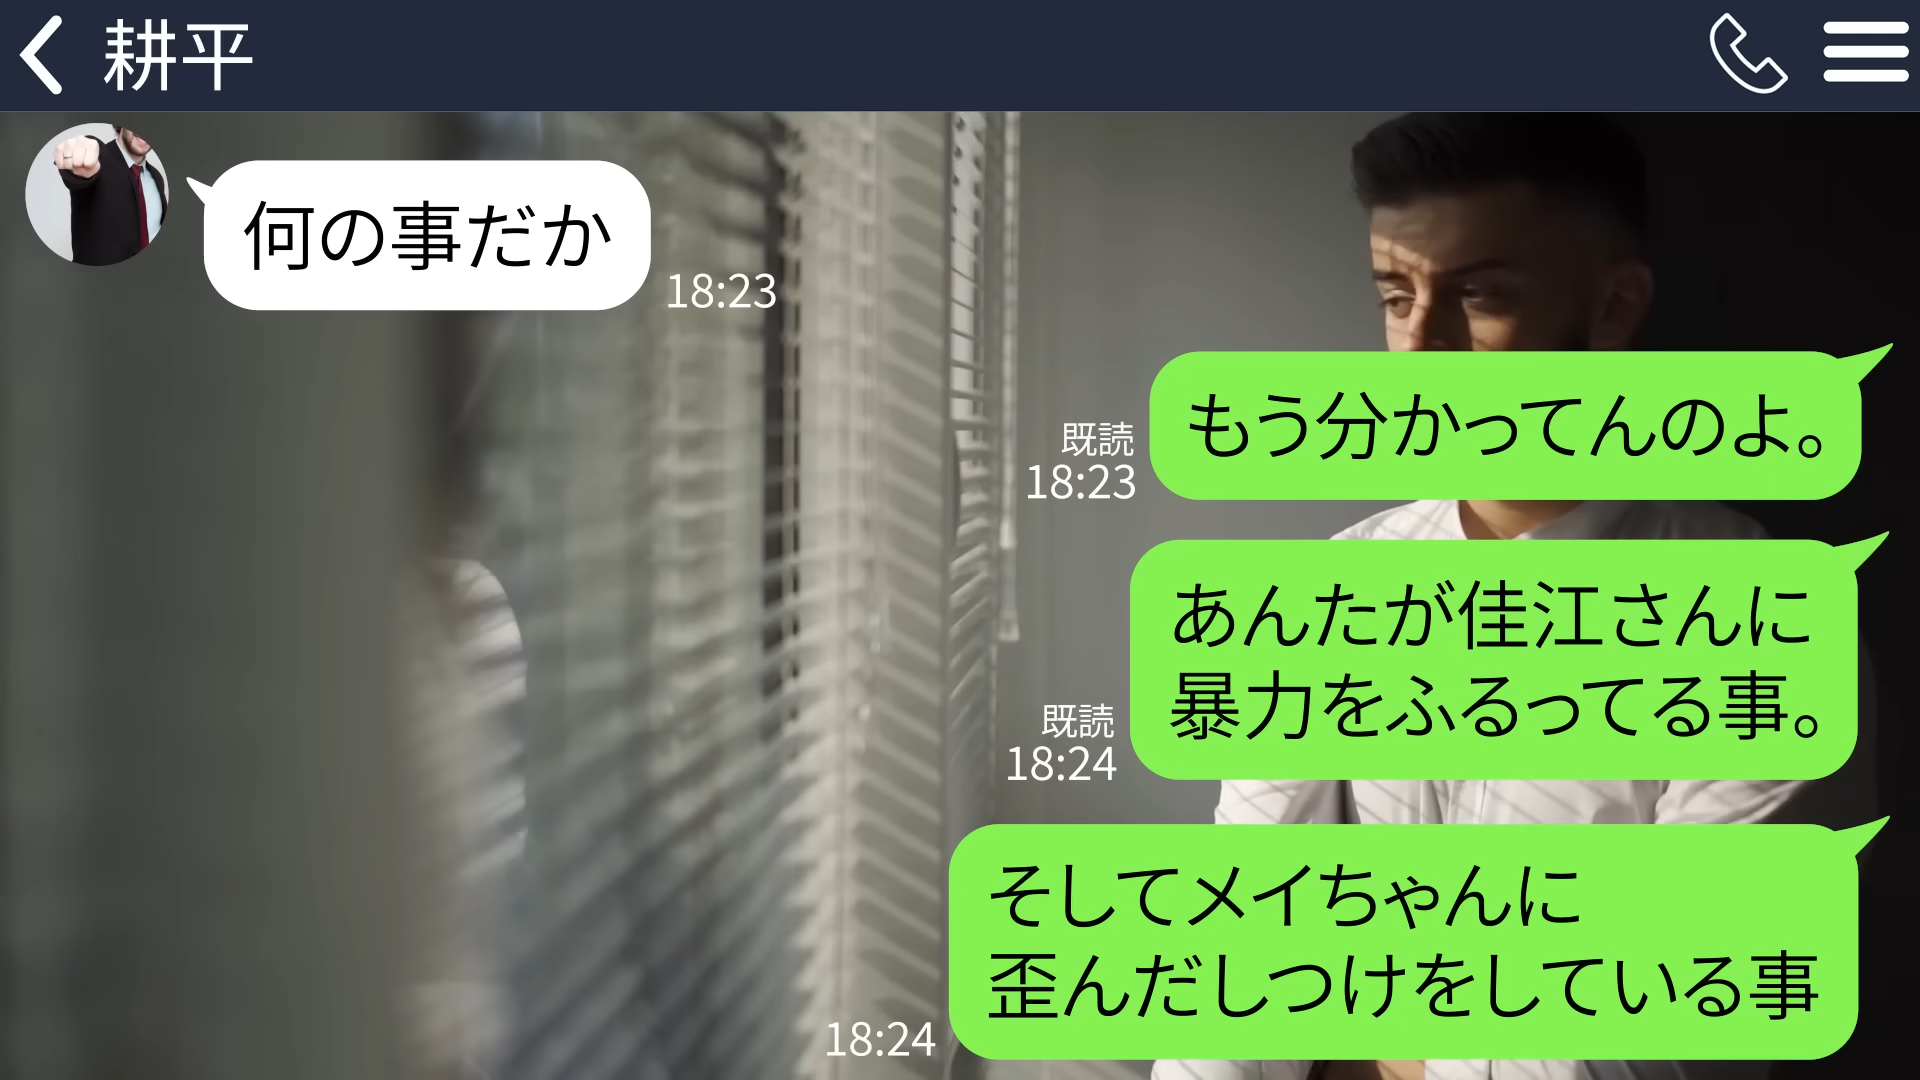 耕平
何の事だか
18:23
もう分かってんのよ。
既読
18:23
あんたが佳江さんに
暴力をふるってる事。
既読
18:24
そしてメイちゃんに
歪んだしつけをしている事
18:24